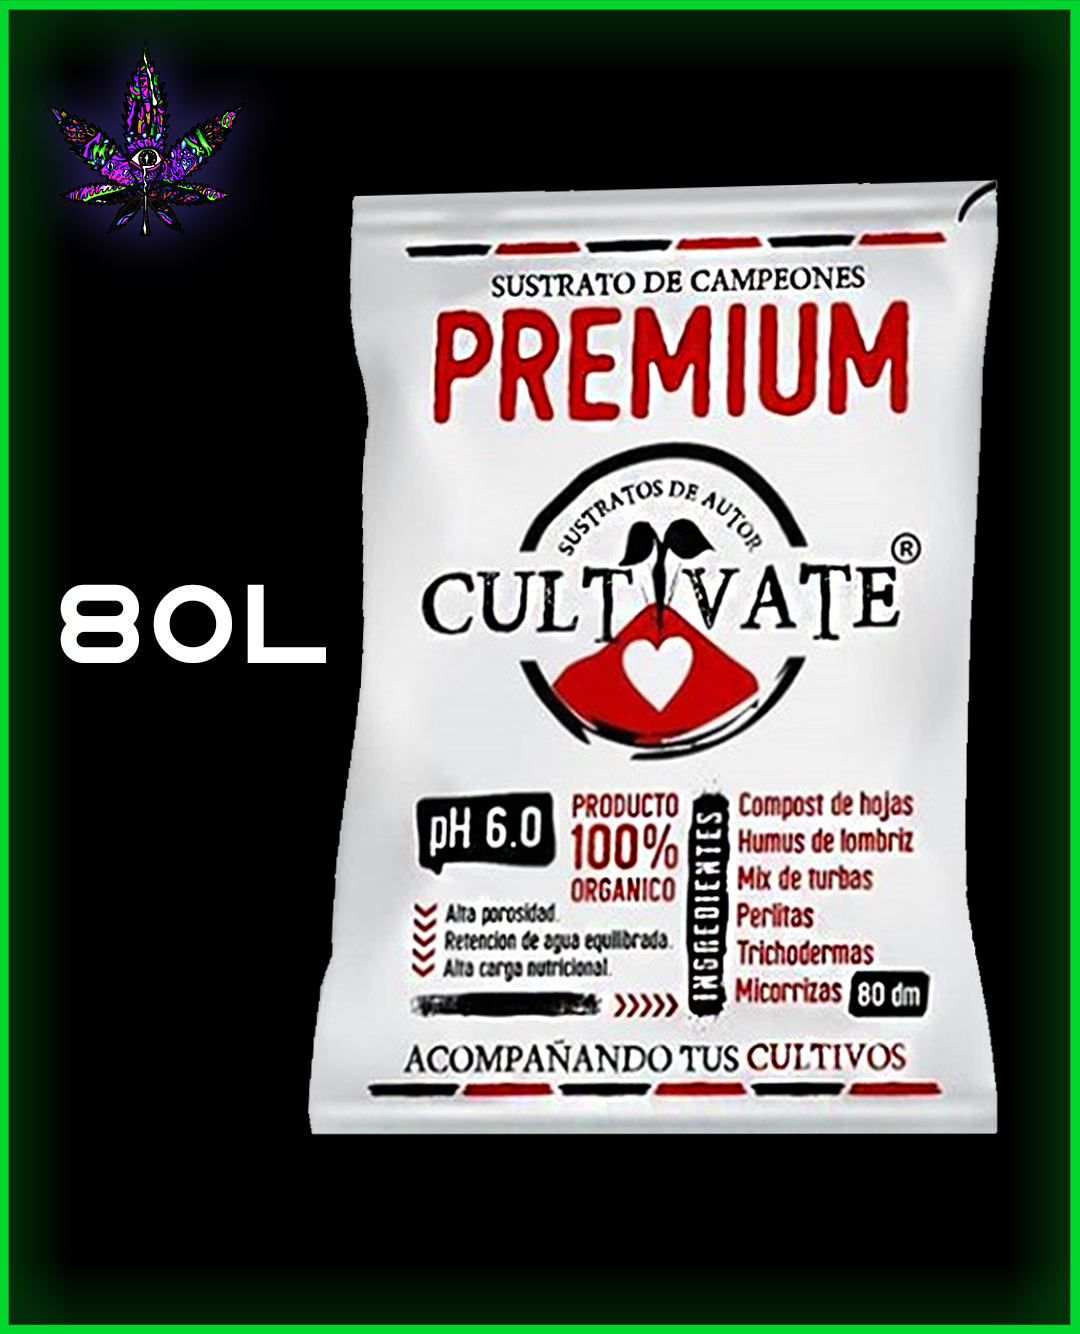 80L
SUSTRATO DE CAMPEONES
PREMIUM
SUSTRATOS DE AUTOR
CULTIVATE®
pH 6.0
PRODUCTO
100%
ORGANICO
Alta porosidad.
Retencion de agua equilibrada.
Alta carga nutricional.
INGREDIENTES
Compost de hojas
Humus de lombriz
Mix de turbas
Perlitas
Trichodermas
Micorrizas
80 dm
ACOMPAÑANDO TUS CULTIVOS